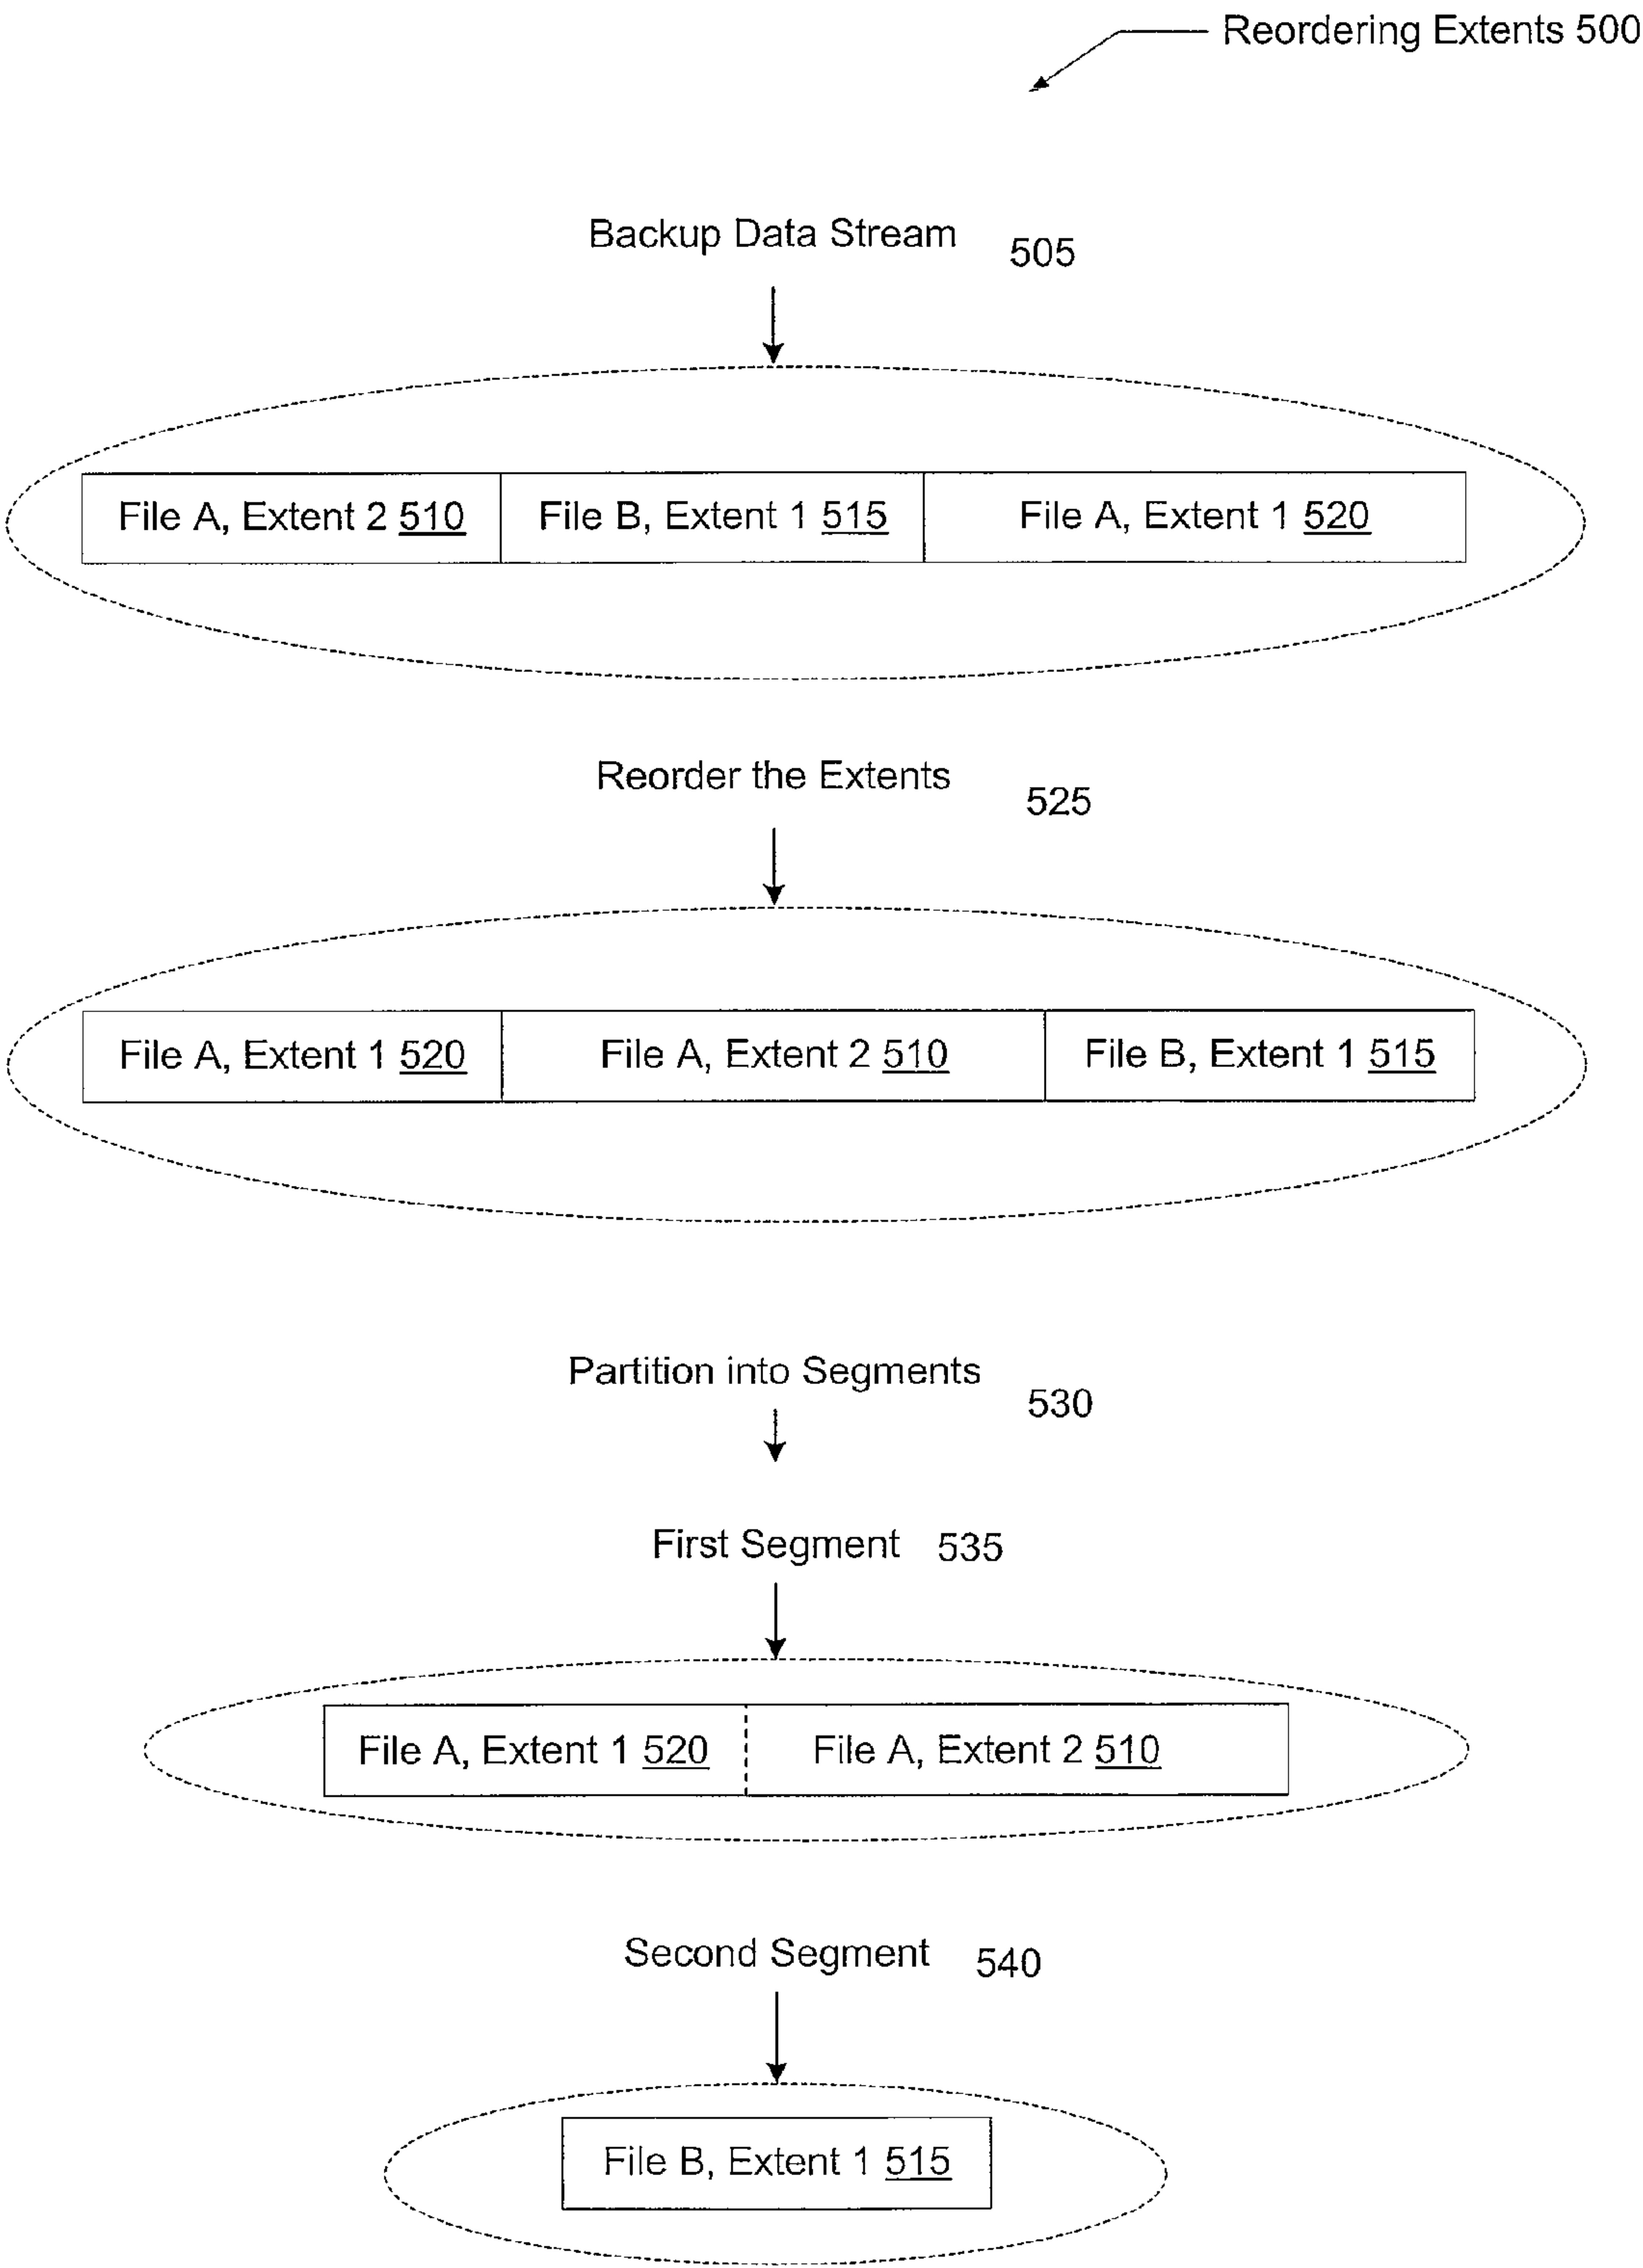 Reordering Extents 500
Backup Data Stream 505
File A, Extent 2 510 File B, Extent 1 515 File A, Extent 1 520
Reorder the Extents 525
File A, Extent 1 520 File A, Extent 2 510 File B, Extent 1 515
Partition into Segments 530
First Segment 535
File A, Extent 1 520 File A, Extent 2 510
Second Segment 540
File B, Extent 1 515